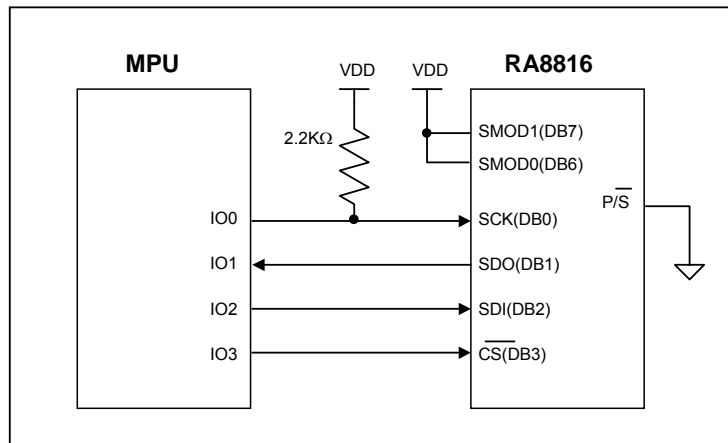 MPU
VDD
VDD
RA8816
2.2KΩ
SMOD1(DB7)
SMOD0(DB6)
P/S̅
IO0
SCK(DB0)
IO1
SDO(DB1)
IO2
SDI(DB2)
IO3
C̅S̅(DB3)